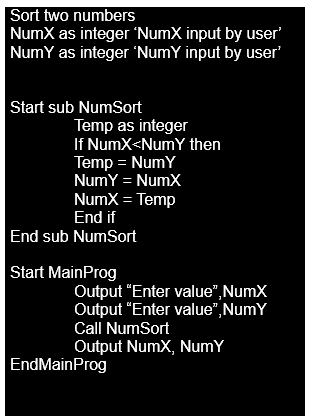 Sort two numbers
NumX as integer ‘NumX input by user’
NumY as integer ‘NumY input by user’
Start sub NumSort
Temp as integer
If NumX<NumY then
Temp = NumY
NumY = NumX
NumX = Temp
End if
End sub NumSort
Start MainProg
Output “Enter value”,NumX
Output “Enter value”,NumY
Call NumSort
Output NumX, NumY
EndMainProg